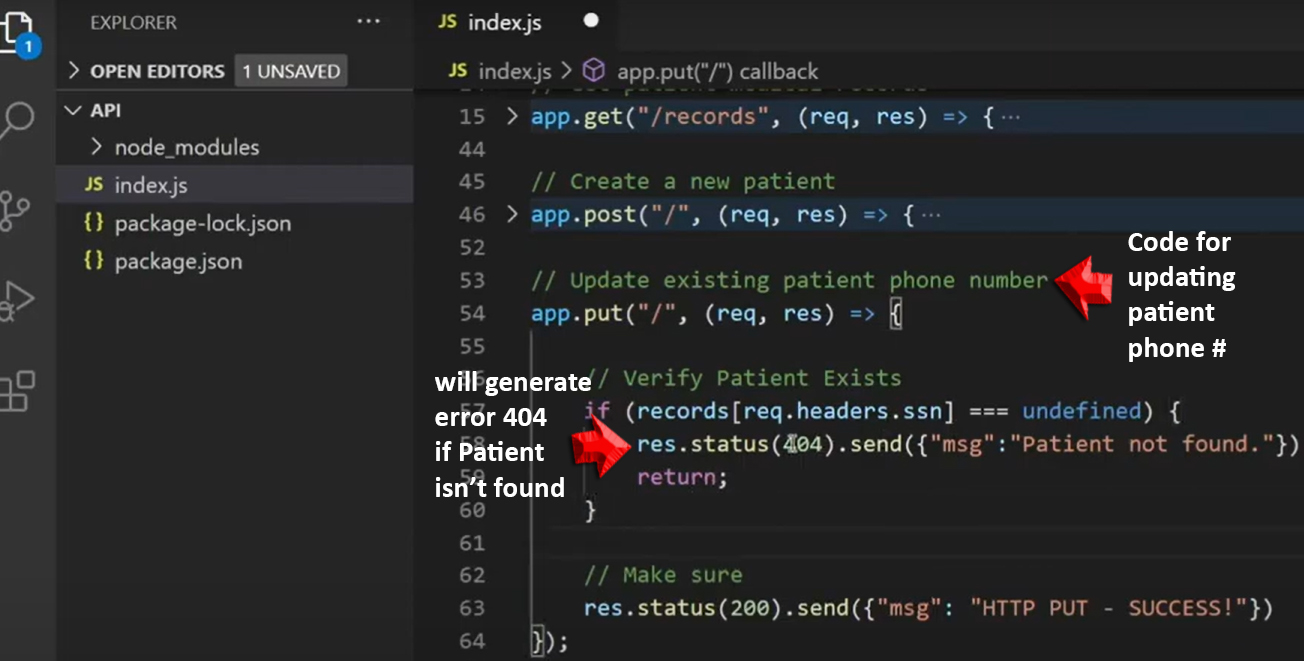 EXPLORER
···
JS index.js
1
OPEN EDITORS 1 UNSAVED
JS index.js > app.put("/") callback
API
node_modules
JS index.js
{} package-lock.json
{} package.json
15 > app.get("/records", (req, res) => {···
44
45 // Create a new patient
46 > app.post("/", (req, res) => {···
52
53 // Update existing patient phone number
54 app.put("/", (req, res) => {
55
// Verify Patient Exists
57 if (records[req.headers.ssn] === undefined) {
58 res.status(404).send({"msg":"Patient not found."})
59 return;
60 }
61
62 // Make sure
63 res.status(200).send({"msg": "HTTP PUT - SUCCESS!"})
64 });
Code for
updating
patient
phone #
will generate
error 404
if Patient
isn't found